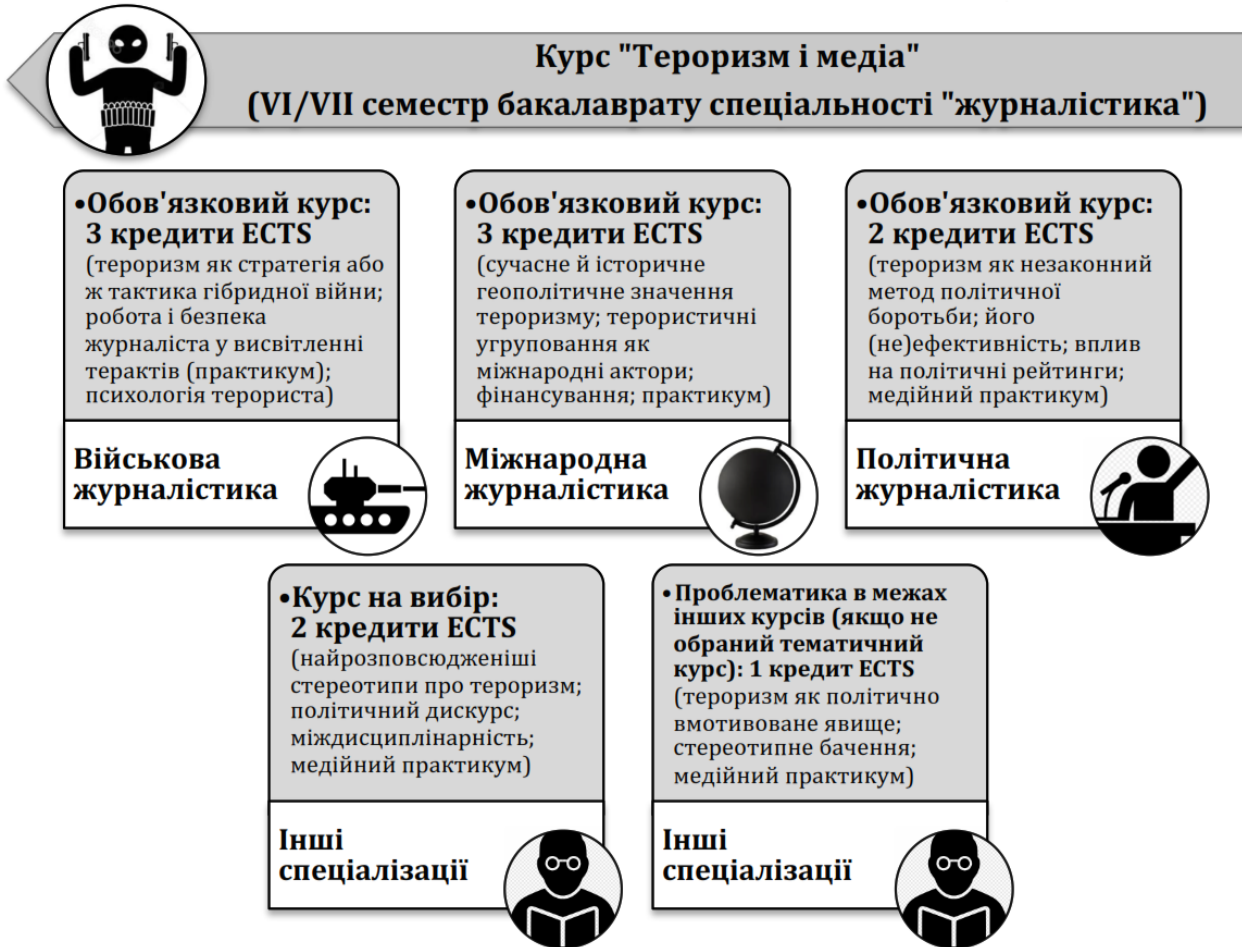 Курс "Тероризм і медіа"
(VI/VII семестр бакалаврату спеціальності "журналістика")
•Обов'язковий курс:
3 кредити ECTS
(тероризм як стратегія або
ж тактика гібридної війни;
робота і безпека
журналіста у висвітленні
терактів (практикум);
психологія терориста)
Військова
журналістика
•Обов'язковий курс:
3 кредити ECTS
(сучасне й історичне
геополітичне значення
тероризму; терористичні
угруповання як
міжнародні актори;
фінансування; практикум)
Міжнародна
журналістика
•Обов'язковий курс:
2 кредити ECTS
(тероризм як незаконний
метод політичної
боротьби; його
(не)ефективність; вплив
на політичні рейтинги;
медійний практикум)
Політична
журналістика
•Курс на вибір:
2 кредити ECTS
(найрозповсюдженіші
стереотипи про тероризм;
політичний дискурс;
міждисциплінарність;
медійний практикум)
Інші
спеціалізації
•Проблематика в межах
інших курсів (якщо не
обраний тематичний
курс): 1 кредит ECTS
(тероризм як політично
вмотивоване явище;
стереотипне бачення;
медійний практикум)
Інші
спеціалізації